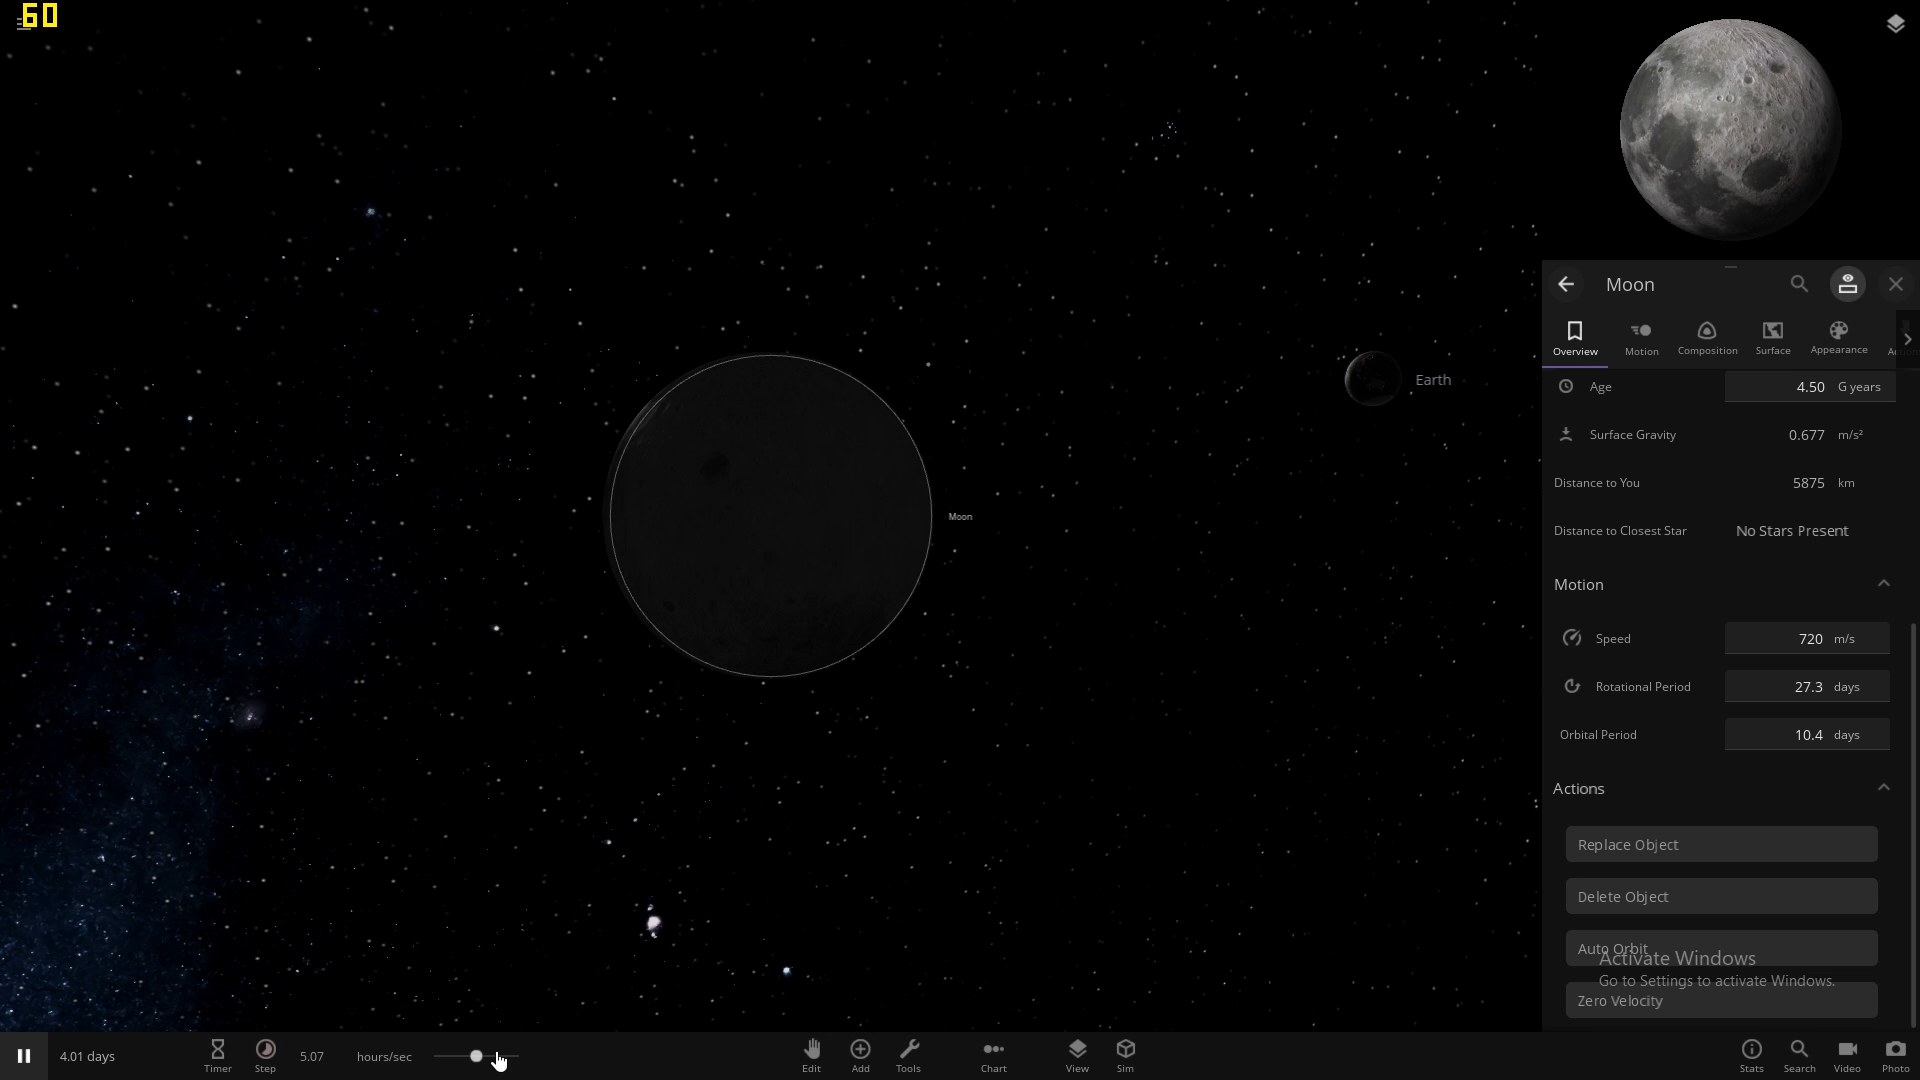 60
Moon
Overview
Motion
Composition
Surface
Appearance
Age 4.50 G years
Surface Gravity 0.677 m/s²
Distance to You 5875 km
Distance to Closest Star No Stars Present
Motion
Speed 720 m/s
Rotational Period 27.3 days
Orbital Period 10.4 days
Actions
Replace Object
Delete Object
Auto Orbit
Activate Windows
Go to Settings to activate Windows.
Zero Velocity
Earth
Moon
4.01 days
Timer
Step
5.07 hours/sec
Edit
Add
Tools
Chart
View
Sim
Stats
Search
Video
Photo